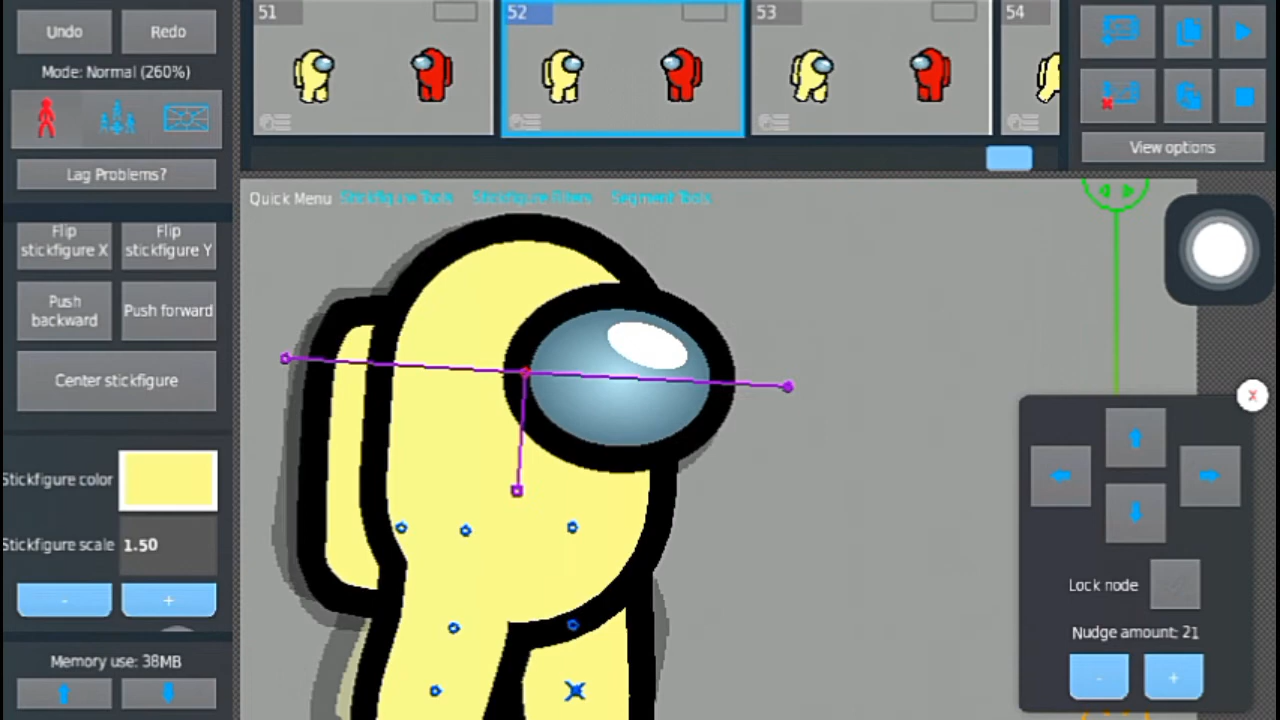 Undo
Redo
Mode: Normal (260%)
Lag Problems?
Flip stickfigure X
Flip stickfigure Y
Push backward
Push forward
Center stickfigure
Stickfigure color
Stickfigure scale 1.50
-
+
Memory use: 38MB
51
52
53
54
View options
Quick Menu Stickfigure Tools Stickfigure Filters Segment Tools
X
Lock node
Nudge amount: 21
-
+